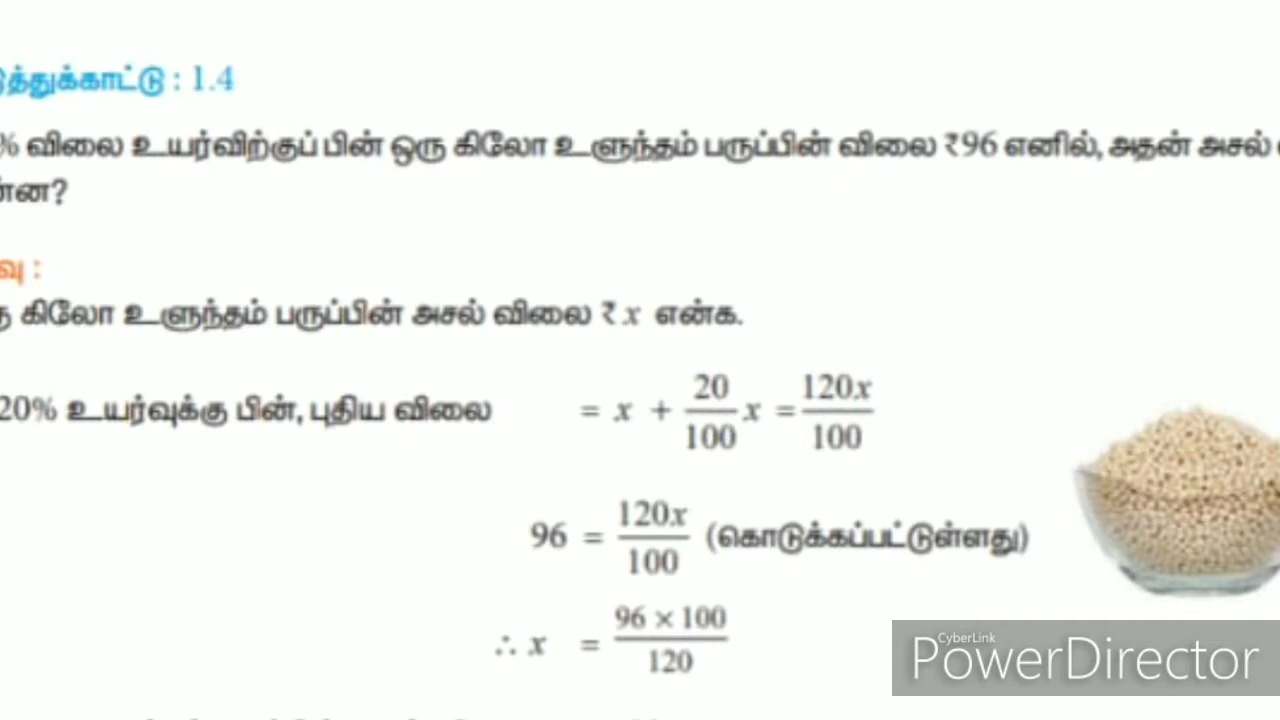 டுத்துக்காட்டு : 1.4
% விலை உயர்விற்குப் பின் ஒரு கிலோ உளுந்தம் பருப்பின் விலை ₹96 எனில், அதன் அசல்
ன்ன?
வு :
கிலோ உளுந்தம் பருப்பின் அசல் விலை ₹ x என்க.
20% உயர்வுக்கு பின், புதிய விலை = x + 20/100 x = 120x/100
96 = 120x/100 (கொடுக்கப்பட்டுள்ளது)
∴ x = 96 × 100/120
CyberLink
PowerDirector